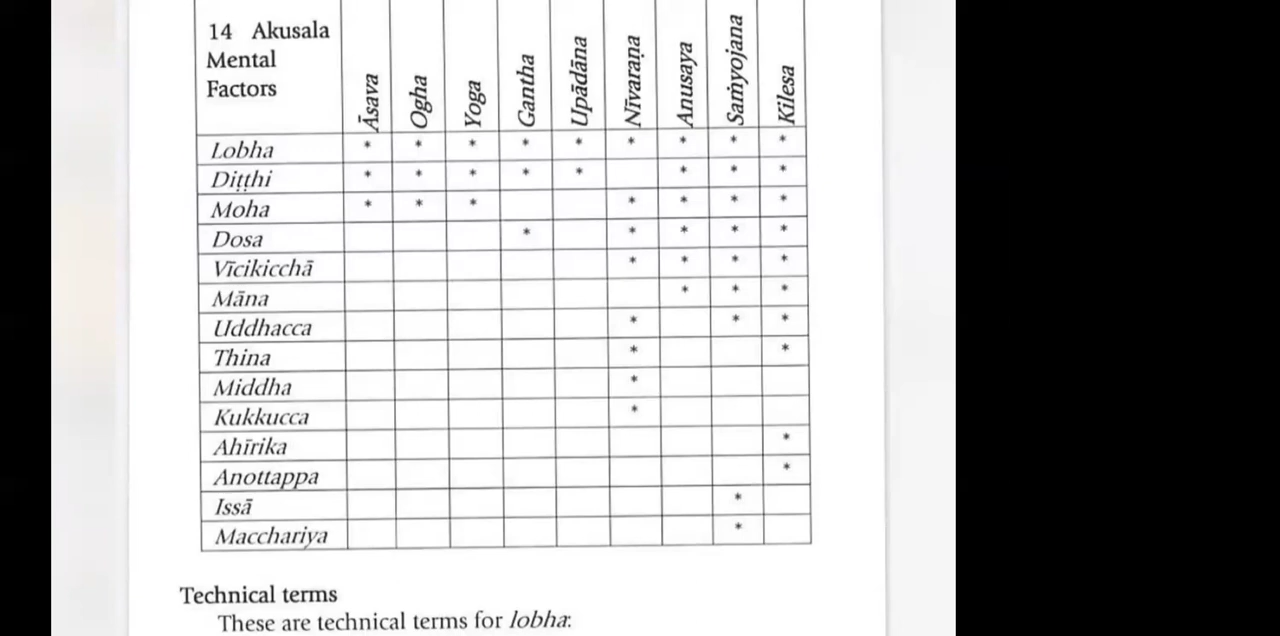 14 Akusala
Mental
Factors
Āsava
Ogha
Yoga
Gantha
Upādāna
Nīvaraṇa
Anusaya
Saṁyojana
Kilesa
Lobha * * * * * * * * *
Diṭṭhi * * * * * * * *
Moha * * * * * * *
Dosa * * * * *
Vīcikicchā * * * *
Māna * * *
Uddhacca * * *
Thina * *
Middha *
Kukkucca *
Ahīrika *
Anottappa *
Issā *
Macchariya *
Technical terms
These are technical terms for lobha: